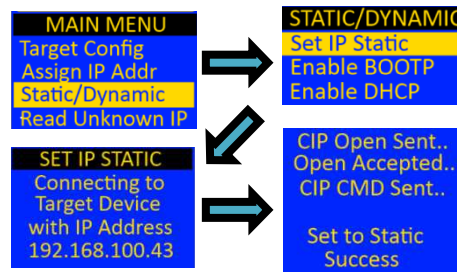 MAIN MENU
Target Config
Assign IP Addr
Static/Dynamic
Read Unknown IP
STATIC/DYNAMIC
Set IP Static
Enable BOOTP
Enable DHCP
SET IP STATIC
Connecting to
Target Device
with IP Address
192.168.100.43
CIP Open Sent..
Open Accepted..
CIP CMD Sent..
Set to Static
Success